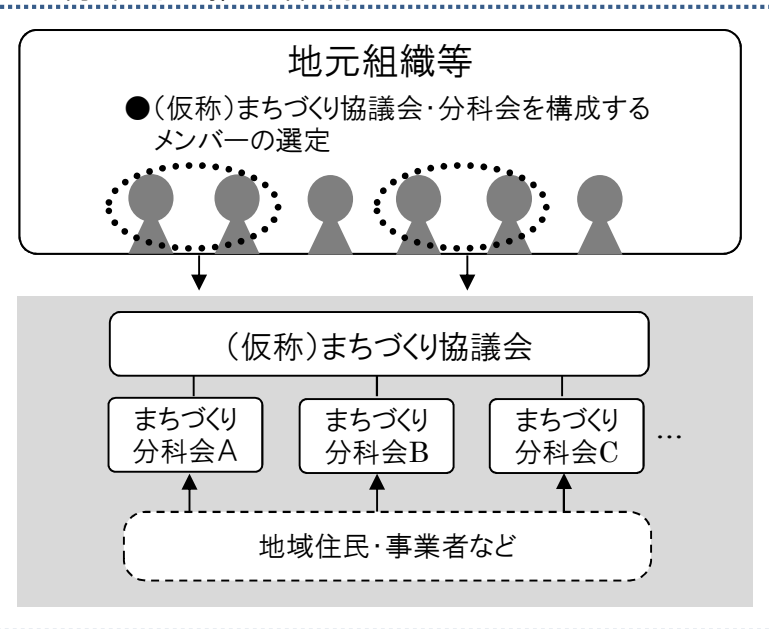 地元組織等
●（仮称）まちづくり協議会・分科会を構成する
メンバーの選定
（仮称）まちづくり協議会
まちづくり
分科会A
まちづくり
分科会B
まちづくり
分科会C
…
地域住民・事業者など